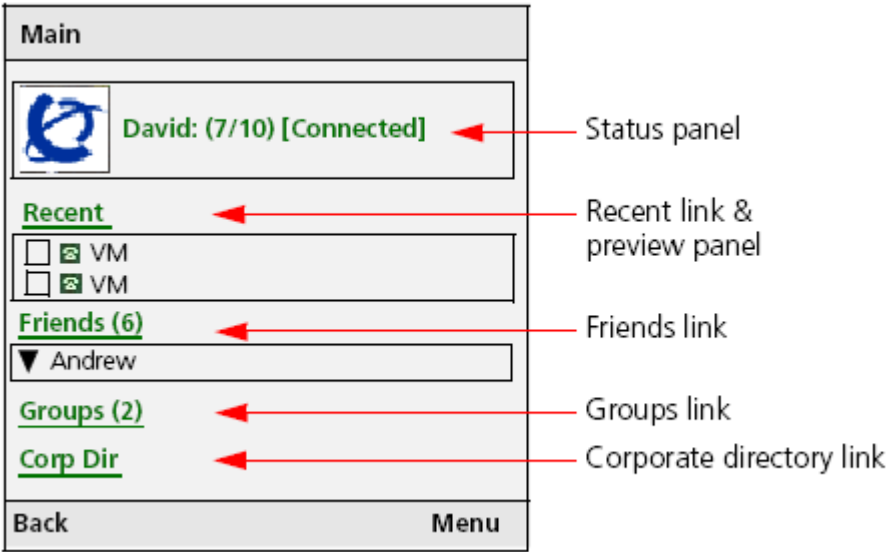 Main
David: (7/10) [Connected]
Status panel
Recent
Recent link &
preview panel
VM
VM
Friends (6)
Friends link
Andrew
Groups (2)
Groups link
Corp Dir
Corporate directory link
Back
Menu